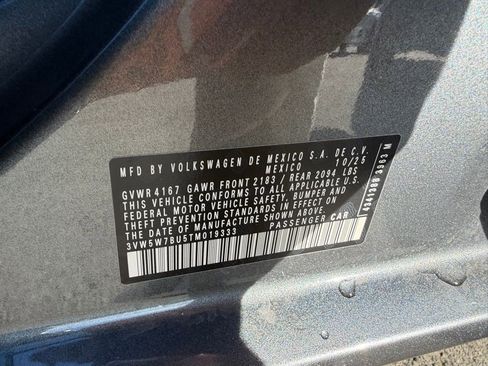 MFD BY VOLKSWAGEN DE MEXICO S.A. DE C.V.
MEXICO 10/25
GVWR 4167 GAWR FRONT 2183 / REAR 2094 LBS
THIS VEHICLE CONFORMS TO ALL APPLICABLE U.S.
FEDERAL MOTOR VEHICLE SAFETY, BUMPER AND
THEFT PREVENTION STANDARDS IN EFFECT ON THE
DATE OF MANUFACTURE SHOWN ABOVE.
3VW5W7BU5TM019333 PASSENGER CAR